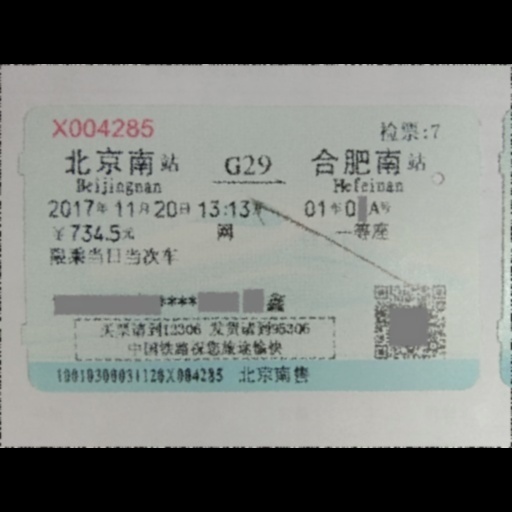 X004285 检票:7
北京南站 G29 合肥南站
Beijingnan Hefeinan
2017年11月20日13:13开 01车0 A号
￥734.5元 网 一等座
限乘当日当次车
**** 鑫
买票请到12306 发货请到95306
中国铁路祝您旅途愉快
10010300031120X004285 北京南售